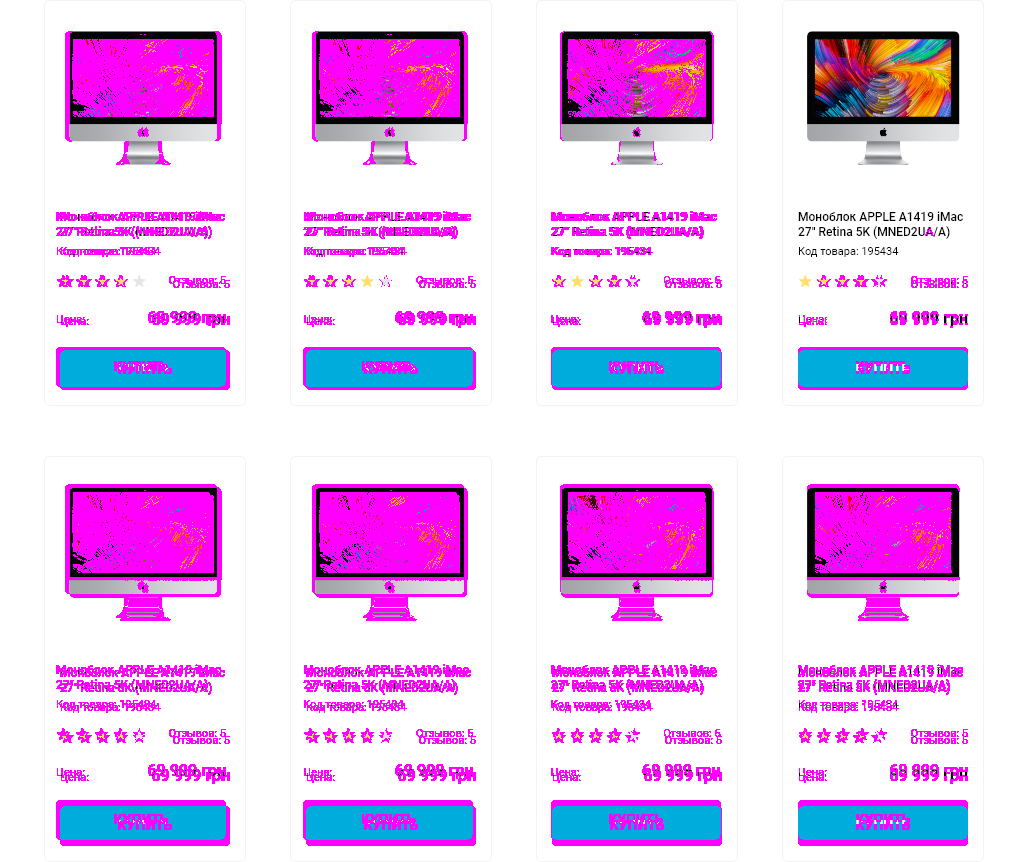 Моноблок APPLE A1419 iMac
27" Retina 5K (MNED2UA/A)
Код товара: 195434
Отзывов: 5
Цена: 69 999 грн
КУПИТЬ
Моноблок APPLE A1419 iMac
27" Retina 5K (MNED2UA/A)
Код товара: 195434
Отзывов: 5
Цена: 69 999 грн
КУПИТЬ
Моноблок APPLE A1419 iMac
27" Retina 5K (MNED2UA/A)
Код товара: 195434
Отзывов: 5
Цена: 69 999 грн
КУПИТЬ
Моноблок APPLE A1419 iMac
27" Retina 5K (MNED2UA/A)
Код товара: 195434
Отзывов: 5
Цена: 69 999 грн
КУПИТЬ
Моноблок APPLE A1419 iMac
27" Retina 5K (MNED2UA/A)
Код товара: 195434
Отзывов: 5
Цена: 69 999 грн
КУПИТЬ
Моноблок APPLE A1419 iMac
27" Retina 5K (MNED2UA/A)
Код товара: 195434
Отзывов: 5
Цена: 69 999 грн
КУПИТЬ
Моноблок APPLE A1419 iMac
27" Retina 5K (MNED2UA/A)
Код товара: 195434
Отзывов: 5
Цена: 69 999 грн
КУПИТЬ
Моноблок APPLE A1419 iMac
27" Retina 5K (MNED2UA/A)
Код товара: 195434
Отзывов: 5
Цена: 69 999 грн
КУПИТЬ